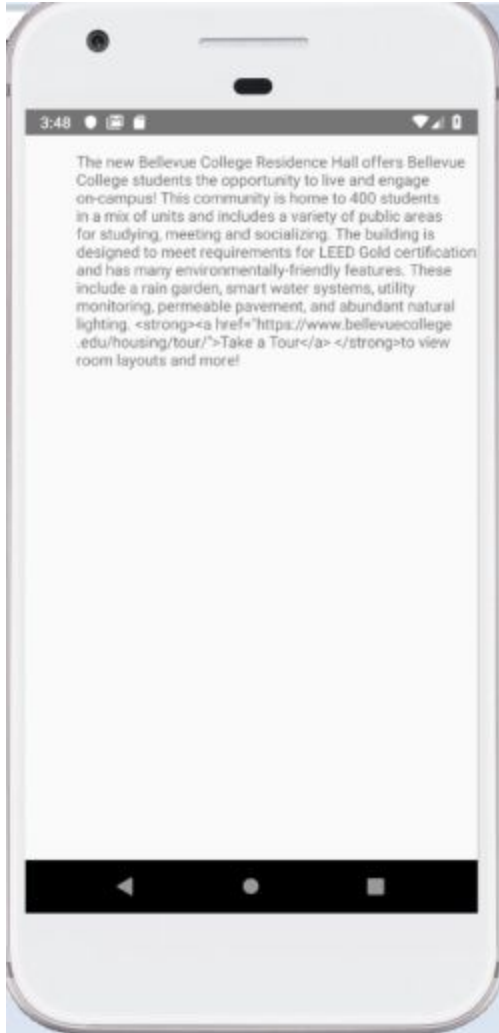 3:48
The new Bellevue College Residence Hall offers Bellevue
College students the opportunity to live and engage
on-campus! This community is home to 400 students
in a mix of units and includes a variety of public areas
for studying, meeting and socializing. The building is
designed to meet requirements for LEED Gold certification
and has many environmentally-friendly features. These
include a rain garden, smart water systems, utility
monitoring, permeable pavement, and abundant natural
lighting. <strong><a href="https://www.bellevuecollege
.edu/housing/tour/">Take a Tour</a> </strong>to view
room layouts and more!